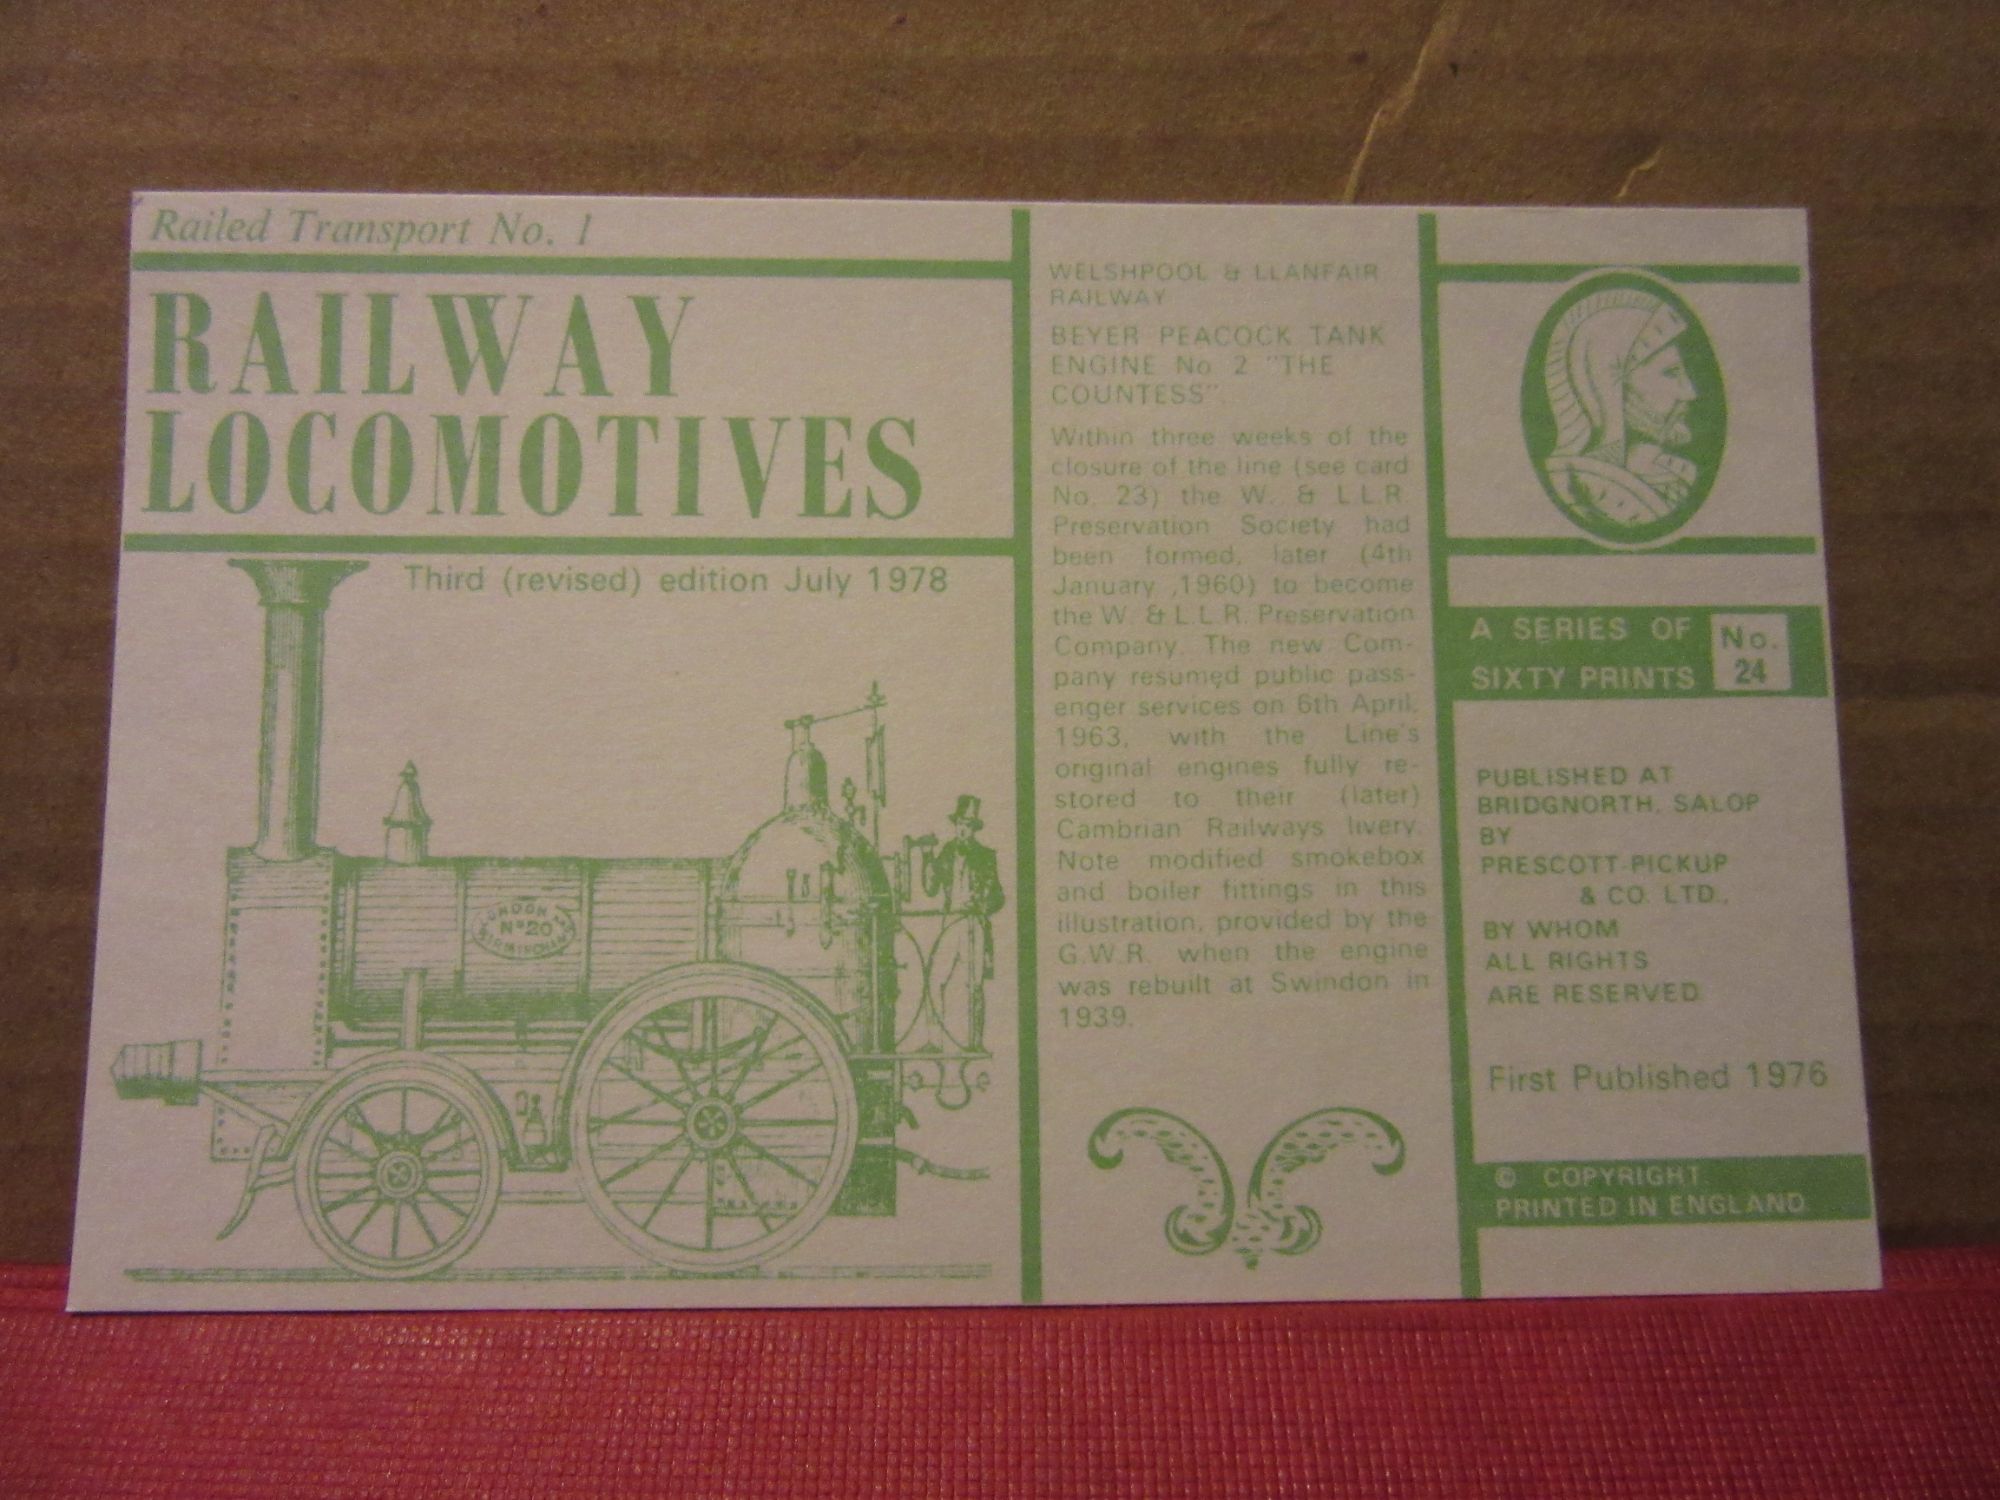 Railed Transport No. 1
RAILWAY
LOCOMOTIVES
Third (revised) edition July 1978
LONDON
Nº 20
BIRMINGHAM
WELSHPOOL & LLANFAIR
RAILWAY
BEYER PEACOCK TANK
ENGINE No. 2 "THE
COUNTESS".
Within three weeks of the
closure of the line (see card
No. 23) the W. & L.L.R.
Preservation Society had
been formed, later (4th
January ,1960) to become
the W. & L.L.R. Preservation
Company. The new Com-
pany resumed public pass-
enger services on 6th April,
1963, with the Line's
original engines fully re-
stored to their (later)
Cambrian Railways livery.
Note modified smokebox
and boiler fittings in this
illustration, provided by the
G.W.R. when the engine
was rebuilt at Swindon in
1939.
A SERIES OF
SIXTY PRINTS
No.
24
PUBLISHED AT
BRIDGNORTH, SALOP
BY
PRESCOTT-PICKUP
& CO. LTD.,
BY WHOM
ALL RIGHTS
ARE RESERVED
First Published 1976
© COPYRIGHT.
PRINTED IN ENGLAND.